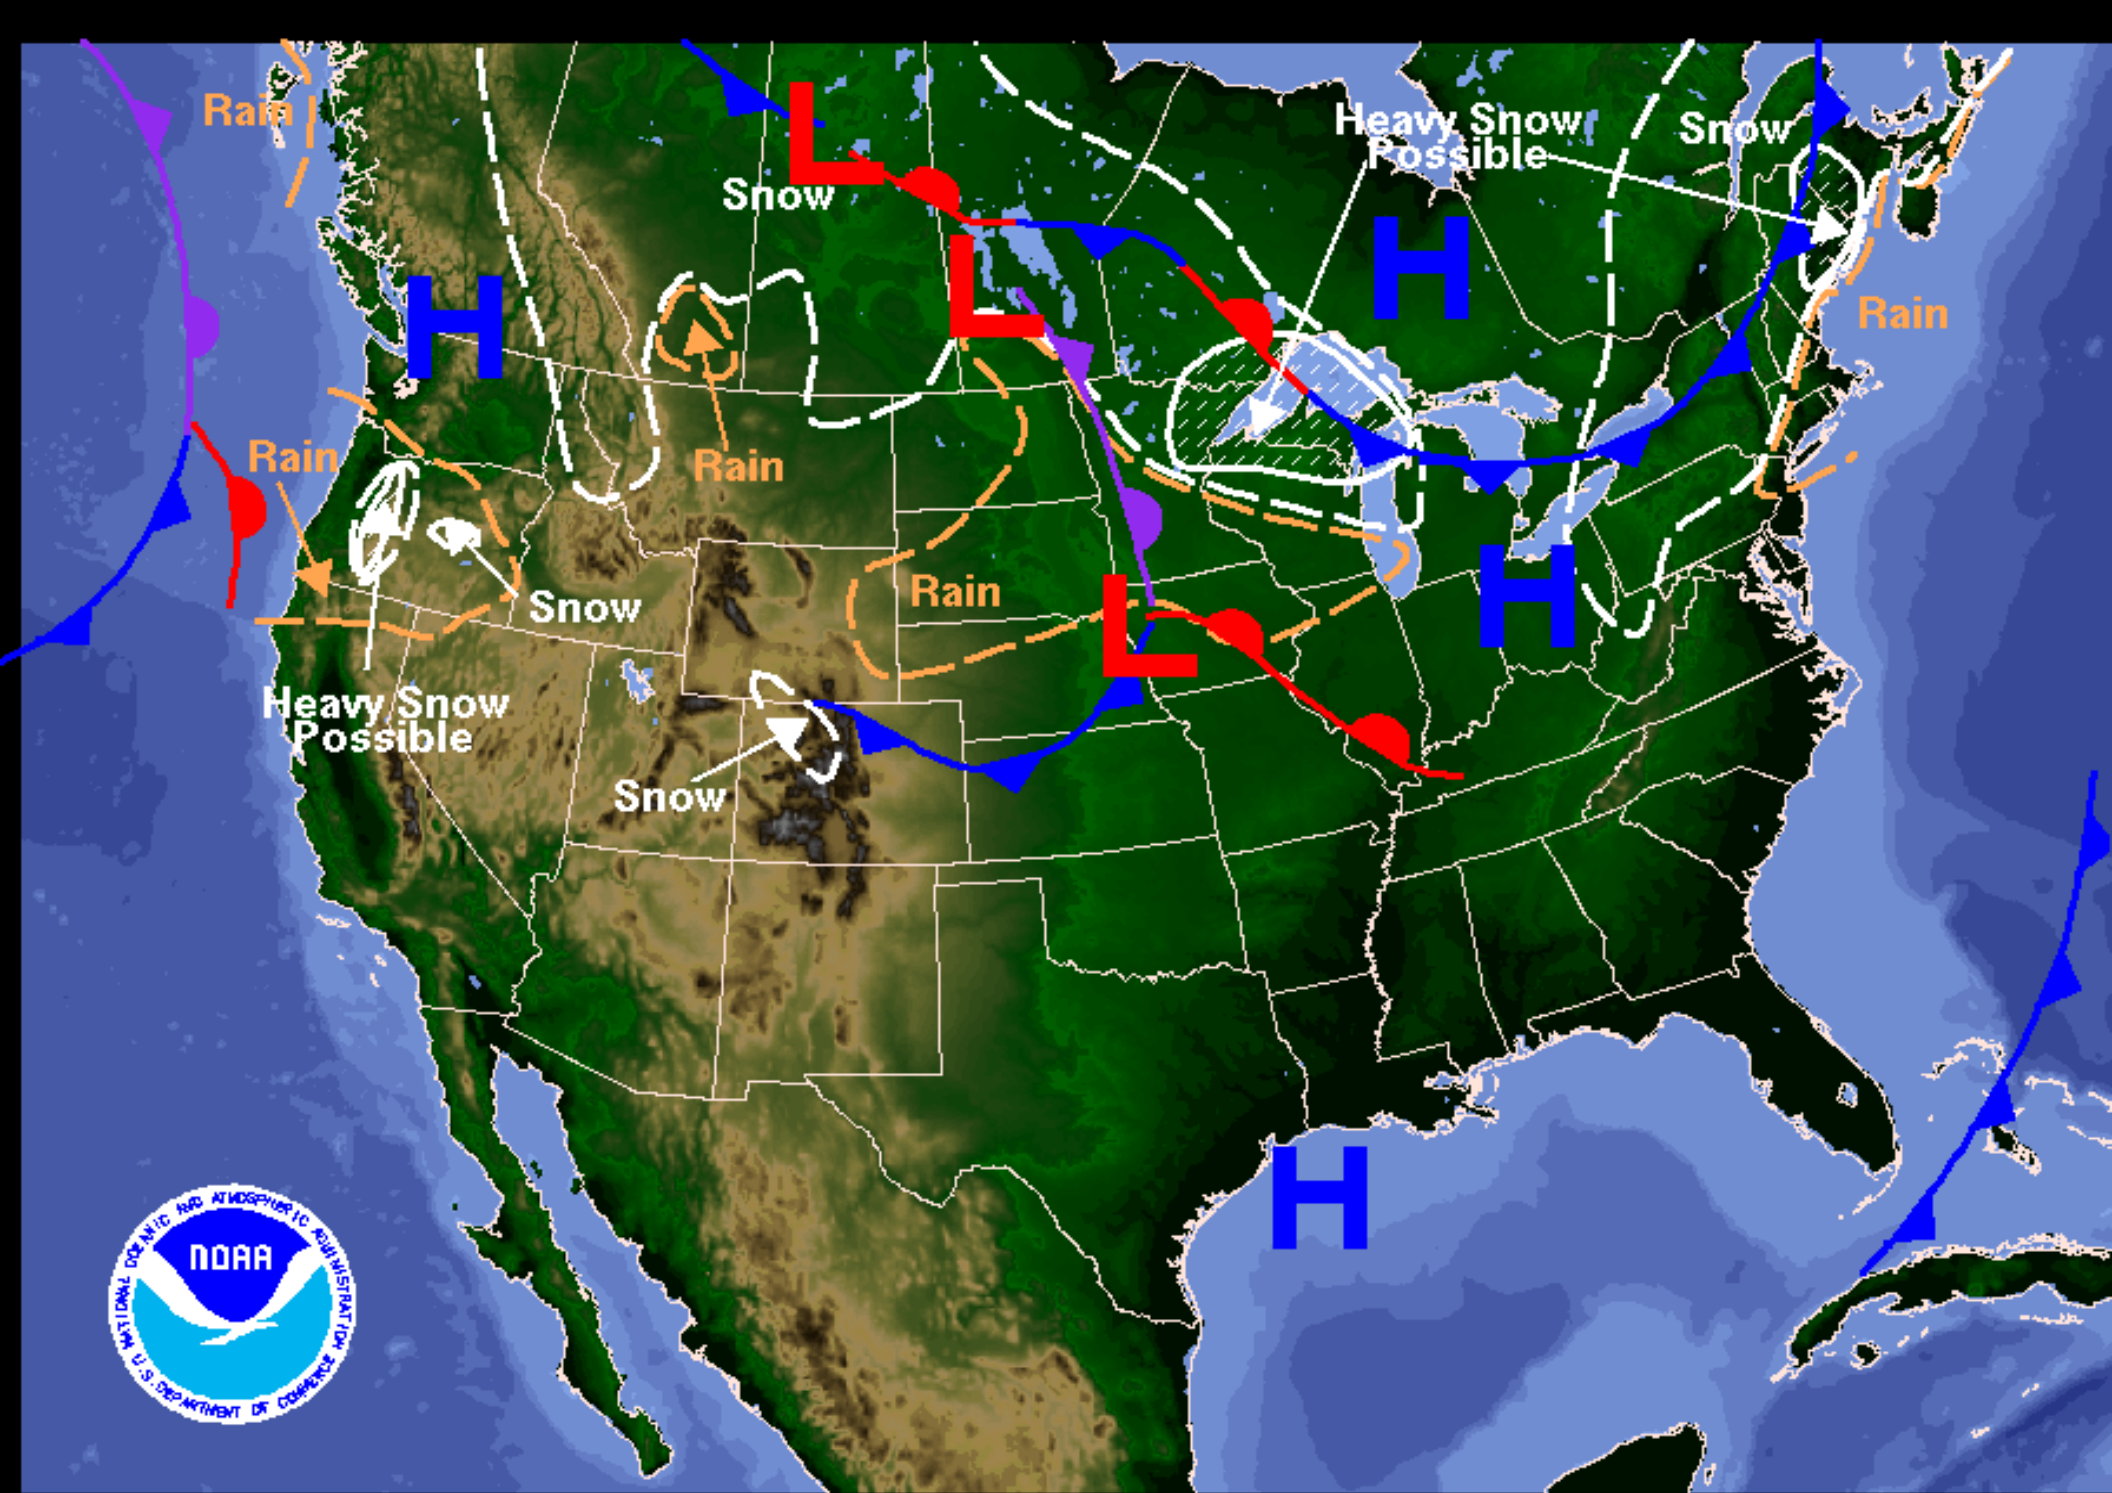 Rain
Heavy Snow
Possible
Snow
L
Snow
H
L
H
Rain
Rain
Rain
H
Snow
Rain
L
Heavy Snow
Possible
Snow
H
NATIONAL OCEANIC AND ATMOSPHERIC ADMINISTRATION
NOAA
U.S. DEPARTMENT OF COMMERCE